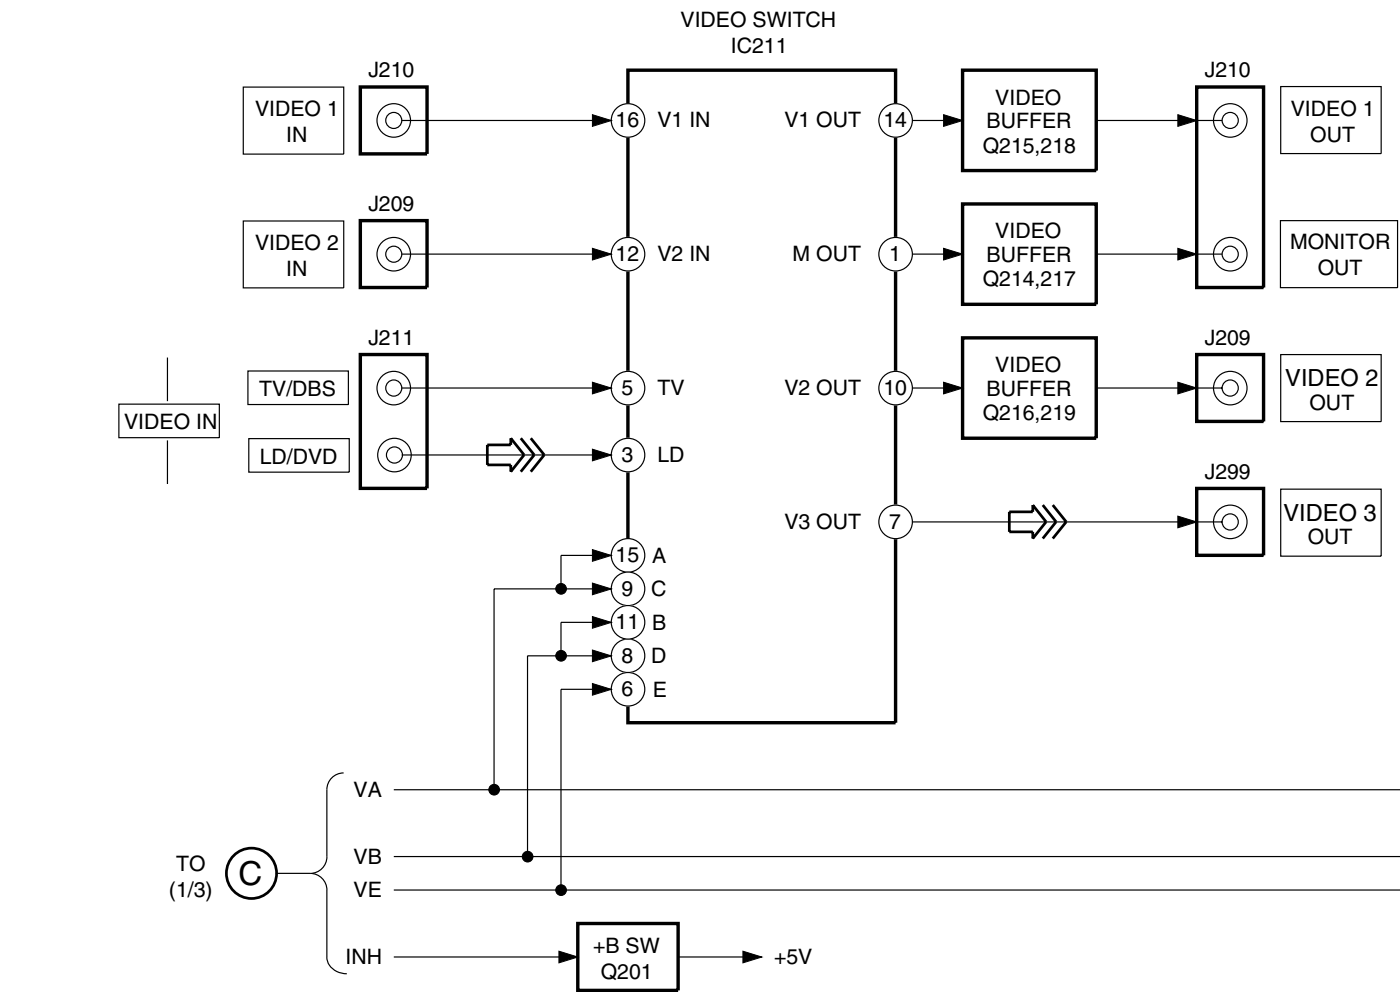 VIDEO SWITCH
IC211
J210
J210
VIDEO 1
IN
16 V1 IN
V1 OUT 14
VIDEO
BUFFER
Q215,218
VIDEO 1
OUT
J209
VIDEO 2
IN
12 V2 IN
M OUT 1
VIDEO
BUFFER
Q214,217
MONITOR
OUT
J211
J209
VIDEO IN
TV/DBS
5 TV
V2 OUT 10
VIDEO
BUFFER
Q216,219
VIDEO 2
OUT
LD/DVD
3 LD
J299
V3 OUT 7
VIDEO 3
OUT
15 A
9 C
11 B
8 D
6 E
TO
(1/3)
C
VA
VB
VE
INH
+B SW
Q201
+5V